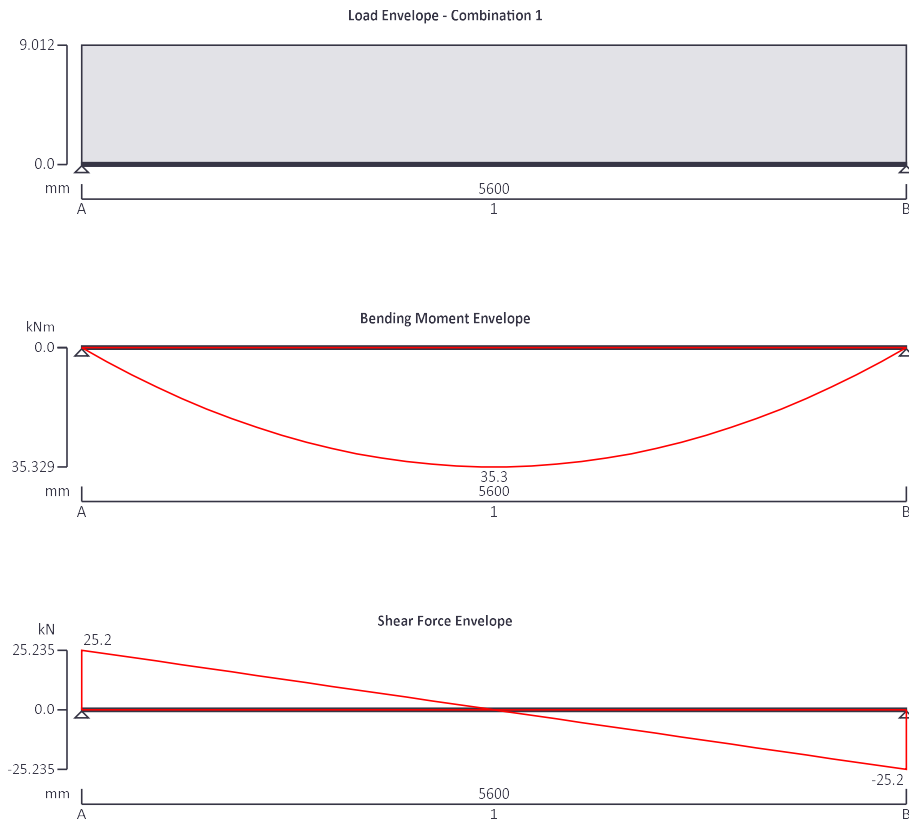 Load Envelope - Combination 1
9.012
0.0
mm 5600
A 1 B
Bending Moment Envelope
kNm
0.0
35.329
35.3
mm 5600
A 1 B
Shear Force Envelope
kN
25.2
25.235
0.0
-25.235
-25.2
mm 5600
A 1 B